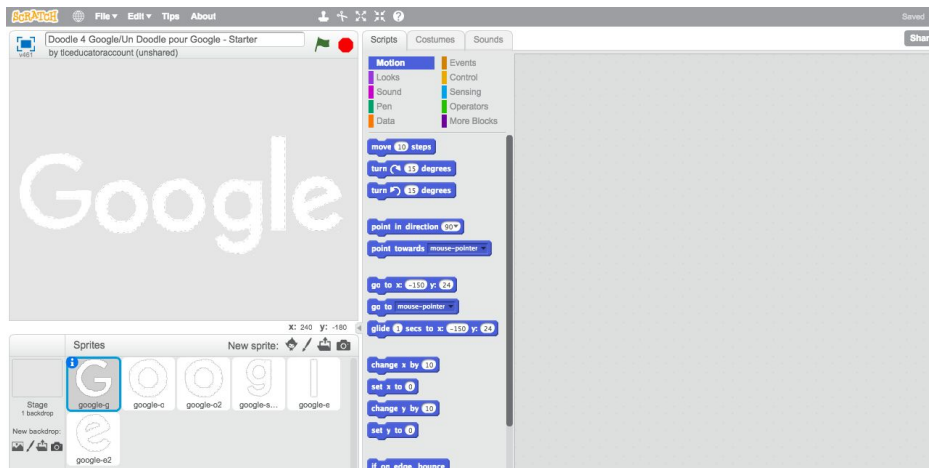 SCRATCH File Edit Tips About Saved
v461
Doodle 4 Google/Un Doodle pour Google - Starter
by tlceducatoraccount (unshared)
Google
x: 240 y: -180
Sprites New sprite:
Stage
1 backdrop
New backdrop:
google-g google-o google-o2 google-s... google-e
google-e2
Scripts Costumes Sounds
Shar
Motion Events
Looks Control
Sound Sensing
Pen Operators
Data More Blocks
move 10 steps
turn 15 degrees
turn 15 degrees
point in direction 90
point towards mouse-pointer
go to x: -150 y: 24
go to mouse-pointer
glide 1 secs to x: -150 y: 24
change x by 10
set x to 0
change y by 10
set y to 0
if on edge, bounce